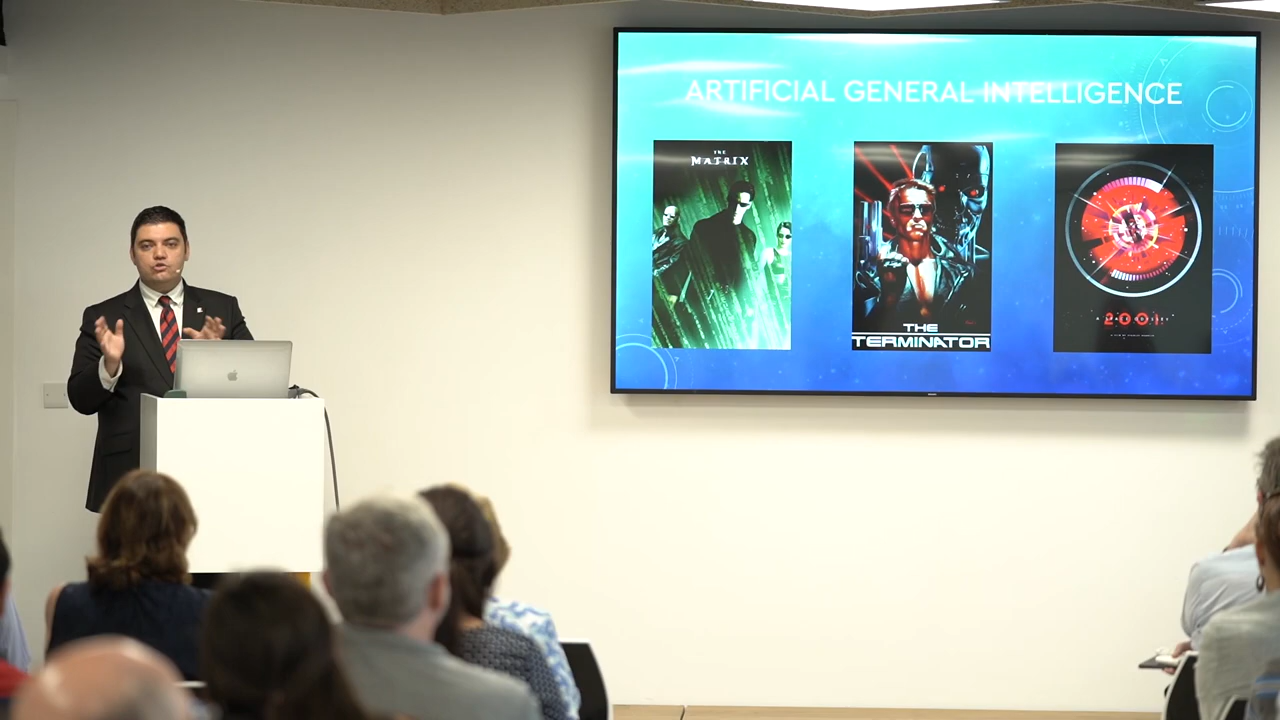 ARTIFICIAL GENERAL INTELLIGENCE
THE
MATRIX
THE
TERMINATOR
2001